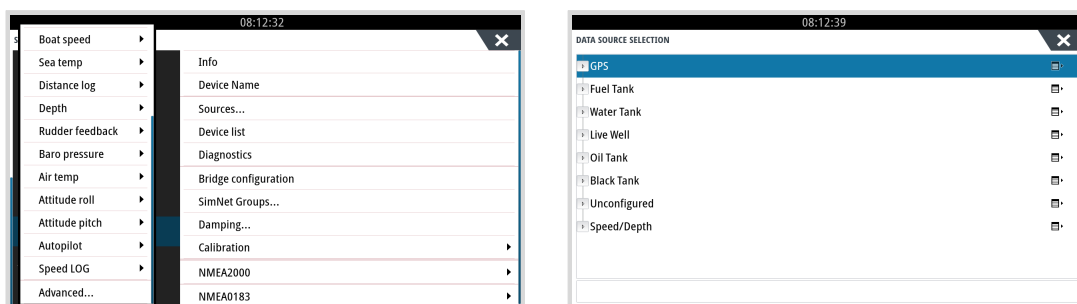 08:12:32
S
Boat speed
Sea temp
Distance log
Depth
Rudder feedback
Baro pressure
Air temp
Attitude roll
Attitude pitch
Autopilot
Speed LOG
Advanced...
Info
Device Name
Sources...
Device list
Diagnostics
Bridge configuration
SimNet Groups...
Damping...
Calibration
NMEA2000
NMEA0183
08:12:39
DATA SOURCE SELECTION
GPS
Fuel Tank
Water Tank
Live Well
Oil Tank
Black Tank
Unconfigured
Speed/Depth